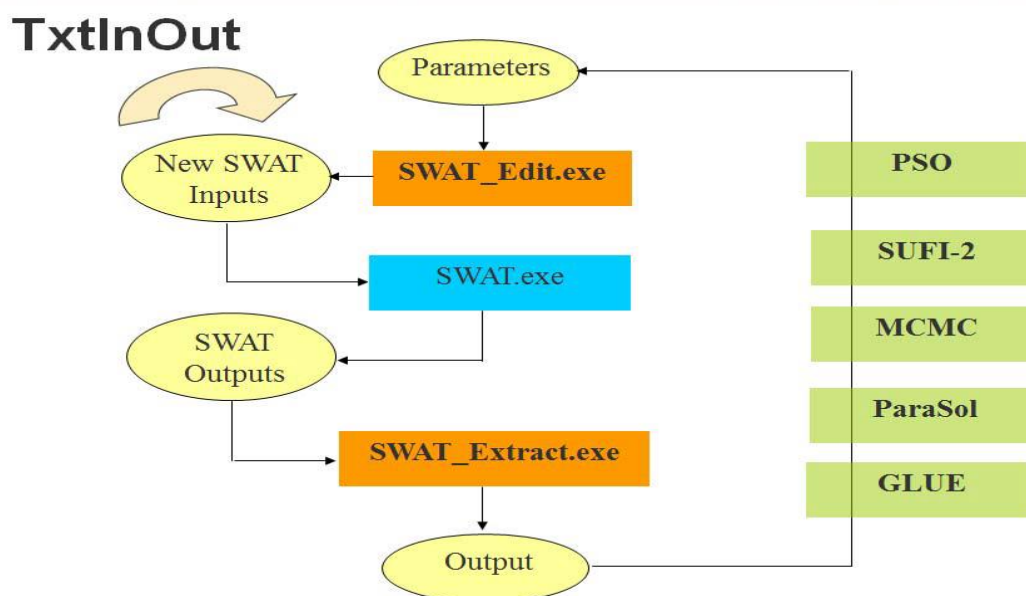 TxtInOut
Parameters
SWAT_Edit.exe
New SWAT
Inputs
SWAT.exe
SWAT
Outputs
SWAT_Extract.exe
Output
PSO
SUFI-2
MCMC
ParaSol
GLUE